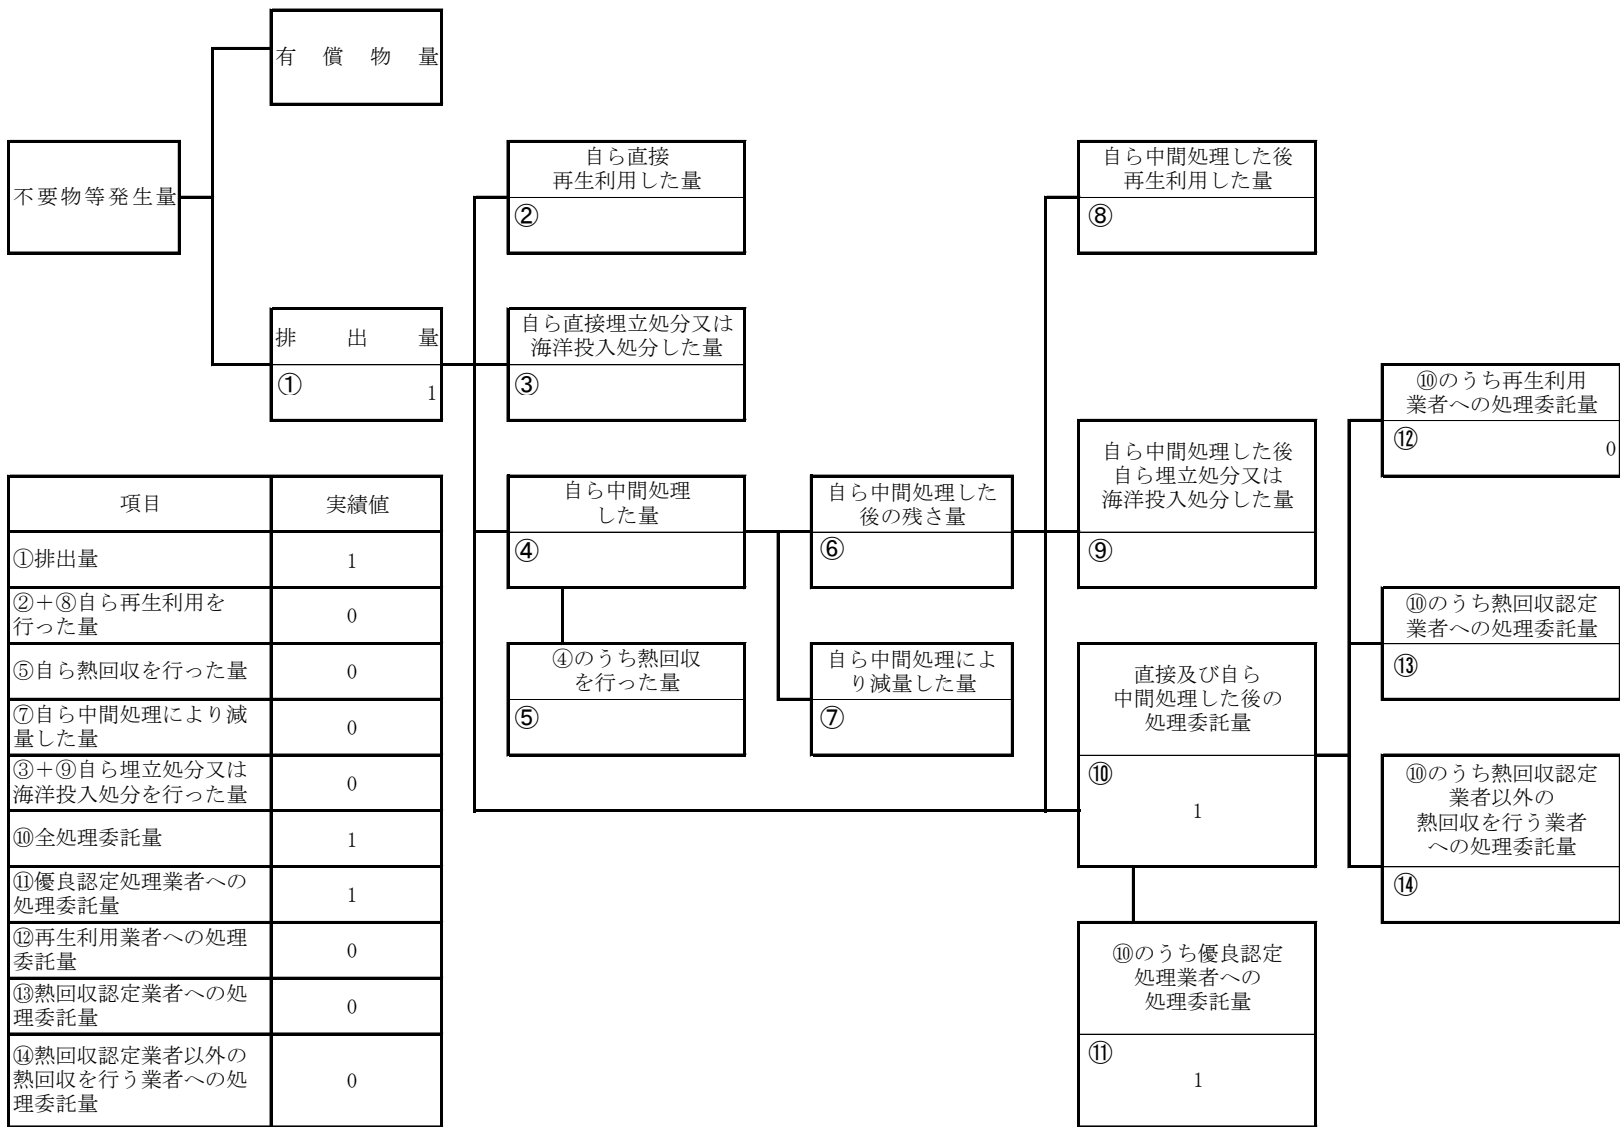 有償物量
不要物等発生量
排出量
①
1
自ら直接
再生利用した量
②
自ら直接埋立処分又は
海洋投入処分した量
③
自ら中間処理
した量
④
④のうち熱回収
を行った量
⑤
自ら中間処理した
後の残さ量
⑥
自ら中間処理によ
り減量した量
⑦
自ら中間処理した後
再生利用した量
⑧
自ら中間処理した後
自ら埋立処分又は
海洋投入処分した量
⑨
直接及び自ら
中間処理した後の
処理委託量
⑩
1
⑩のうち優良認定
処理業者への
処理委託量
⑪
1
⑩のうち再生利用
業者への処理委託量
⑫
0
⑩のうち熱回収認定
業者への処理委託量
⑬
⑩のうち熱回収認定
業者以外の
熱回収を行う業者
への処理委託量
⑭
項目 実績値
①排出量 1
②＋⑧自ら再生利用を
行った量 0
⑤自ら熱回収を行った量 0
⑦自ら中間処理により減
量した量 0
③＋⑨自ら埋立処分又は
海洋投入処分を行った量 0
⑩全処理委託量 1
⑪優良認定処理業者への
処理委託量 1
⑫再生利用業者への処理
委託量 0
⑬熱回収認定業者への処
理委託量 0
⑭熱回収認定業者以外の
熱回収を行う業者への処
理委託量 0